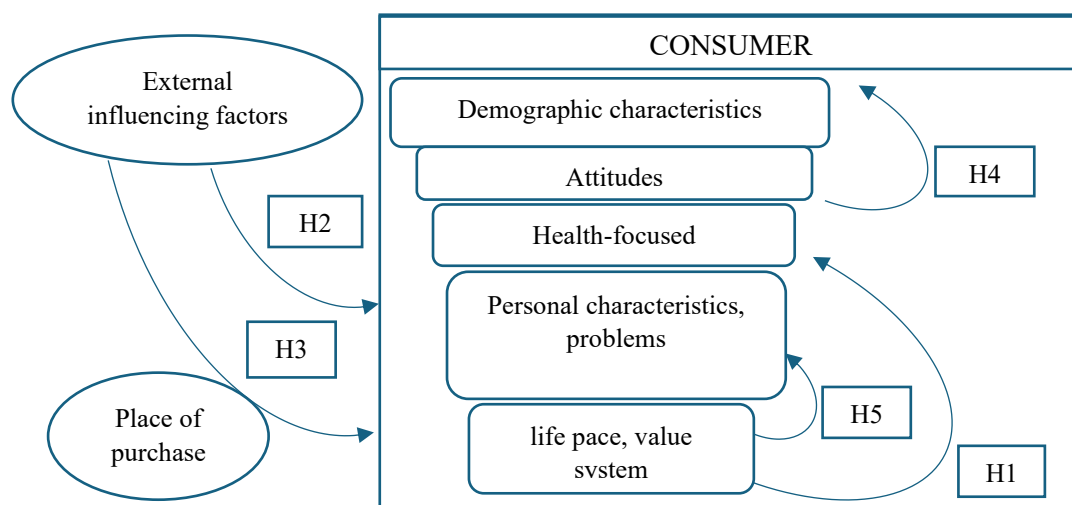 CONSUMER
External
influencing factors
Demographic characteristics
Attitudes
H4
H2
Health-focused
Personal characteristics,
problems
H3
Place of
purchase
H5
life pace, value
svstem
H1